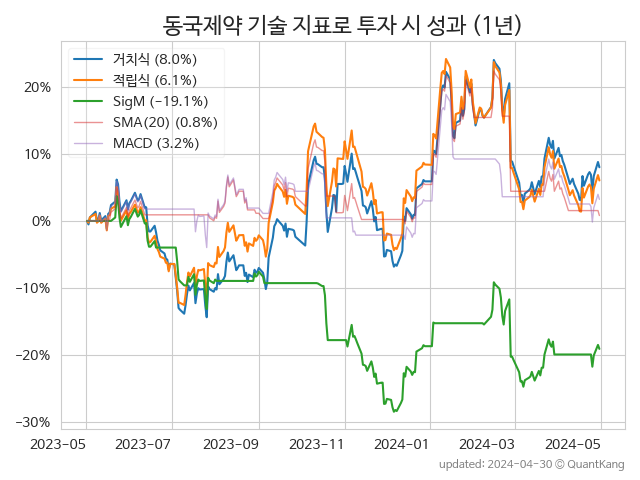 동국제약 기술 지표로 투자 시 성과 (1년)
거치식 (8.0%)
적립식 (6.1%)
SigM (−19.1%)
SMA(20) (0.8%)
MACD (3.2%)
20%
10%
0%
−10%
−20%
−30%
2023-05 2023-07 2023-09 2023-11 2024-01 2024-03 2024-05
updated: 2024-04-30 © QuantKang